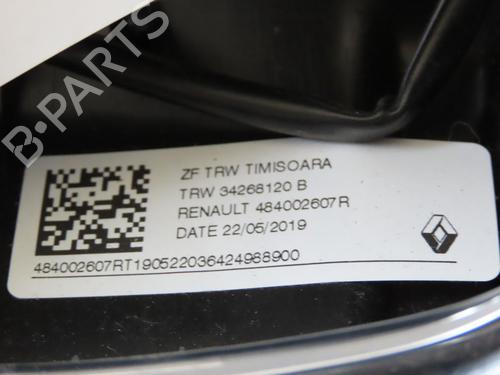 B-PARTS
ZF TRW TIMISOARA
TRW 34268120 B
RENAULT 484002607R
DATE 22/05/2019
484002607RT190522036424988900